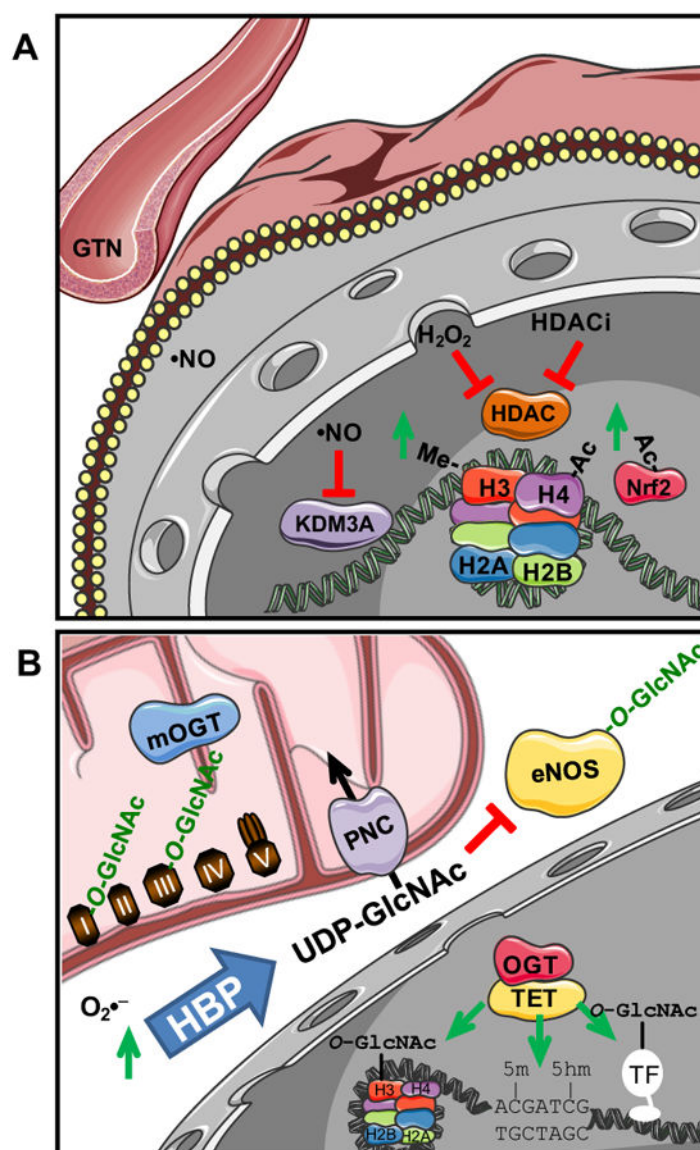 A
GTN
•NO
H₂O₂
HDACi
HDAC
•NO
Me-
-Ac
Ac-
KDM3A
H3
H4
Nrf2
H2A
H2B
B
mOGT
-O-GlcNAc
-O-GlcNAc
-O-GlcNAc
eNOS
PNC
I
II
III
IV
V
UDP-GlcNAc
O₂•⁻
HBP
OGT
TET
O-GlcNAc
O-GlcNAc
5m 5hm
TF
H3
H4
ACGATCG
TGCTAGC
H2B
H2A